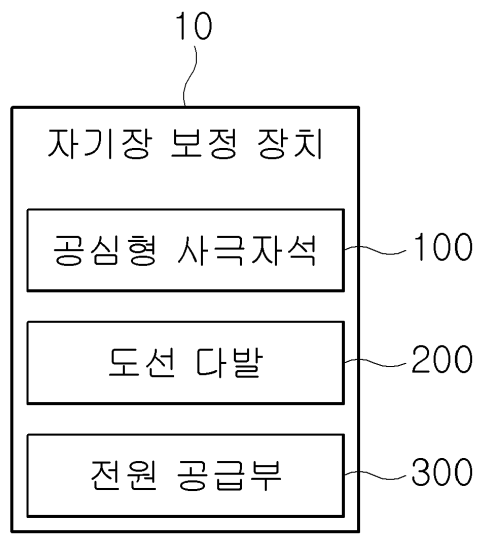 10
자기장 보정 장치
공심형 사극자석 100
도선 다발 200
전원 공급부 300